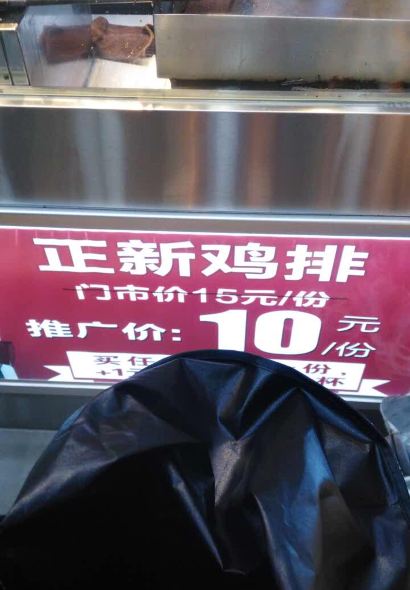 正新鸡排
门市价15元/份
推广价：10元/份
买任 份，
+1元 杯